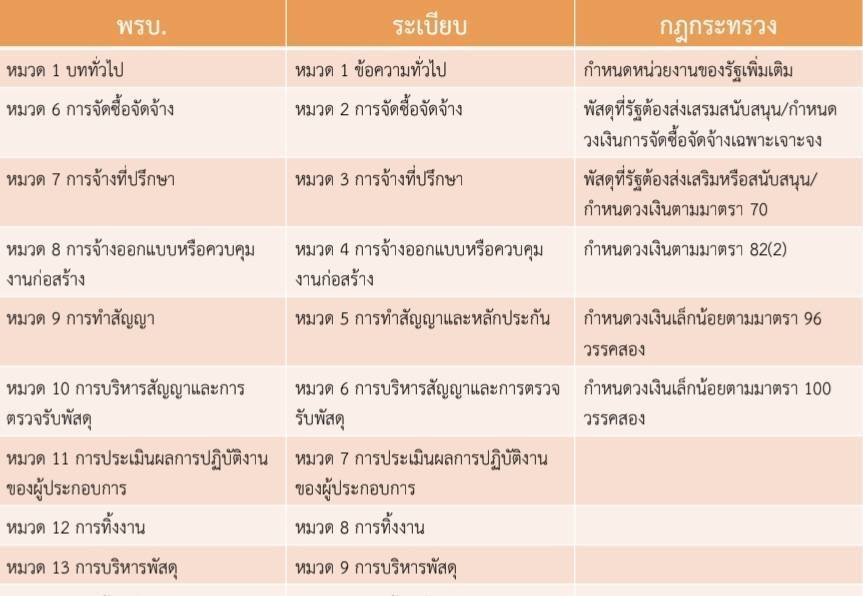 พรบ. ระเบียบ กฎกระทรวง
หมวด 1 บททั่วไป หมวด 1 ข้อความทั่วไป กำหนดหน่วยงานของรัฐเพิ่มเติม
หมวด 6 การจัดซื้อจัดจ้าง หมวด 2 การจัดซื้อจัดจ้าง พัสดุที่รัฐต้องส่งเสรมสนับสนุน/กำหนด
วงเงินการจัดซื้อจัดจ้างเฉพาะเจาะจง
หมวด 7 การจ้างที่ปรึกษา หมวด 3 การจ้างที่ปรึกษา พัสดุที่รัฐต้องส่งเสริมหรือสนับสนุน/
กำหนดวงเงินตามมาตรา 70
หมวด 8 การจ้างออกแบบหรือควบคุม หมวด 4 การจ้างออกแบบหรือควบคุม กำหนดวงเงินตามมาตรา 82(2)
งานก่อสร้าง งานก่อสร้าง
หมวด 9 การทำสัญญา หมวด 5 การทำสัญญาและหลักประกัน กำหนดวงเงินเล็กน้อยตามมาตรา 96
วรรคสอง
หมวด 10 การบริหารสัญญาและการ หมวด 6 การบริหารสัญญาและการตรวจ กำหนดวงเงินเล็กน้อยตามมาตรา 100
ตรวจรับพัสดุ รับพัสดุ วรรคสอง
หมวด 11 การประเมินผลการปฏิบัติงาน หมวด 7 การประเมินผลการปฏิบัติงาน
ของผู้ประกอบการ ของผู้ประกอบการ
หมวด 12 การทิ้งงาน หมวด 8 การทิ้งงาน
หมวด 13 การบริหารพัสดุ หมวด 9 การบริหารพัสดุ